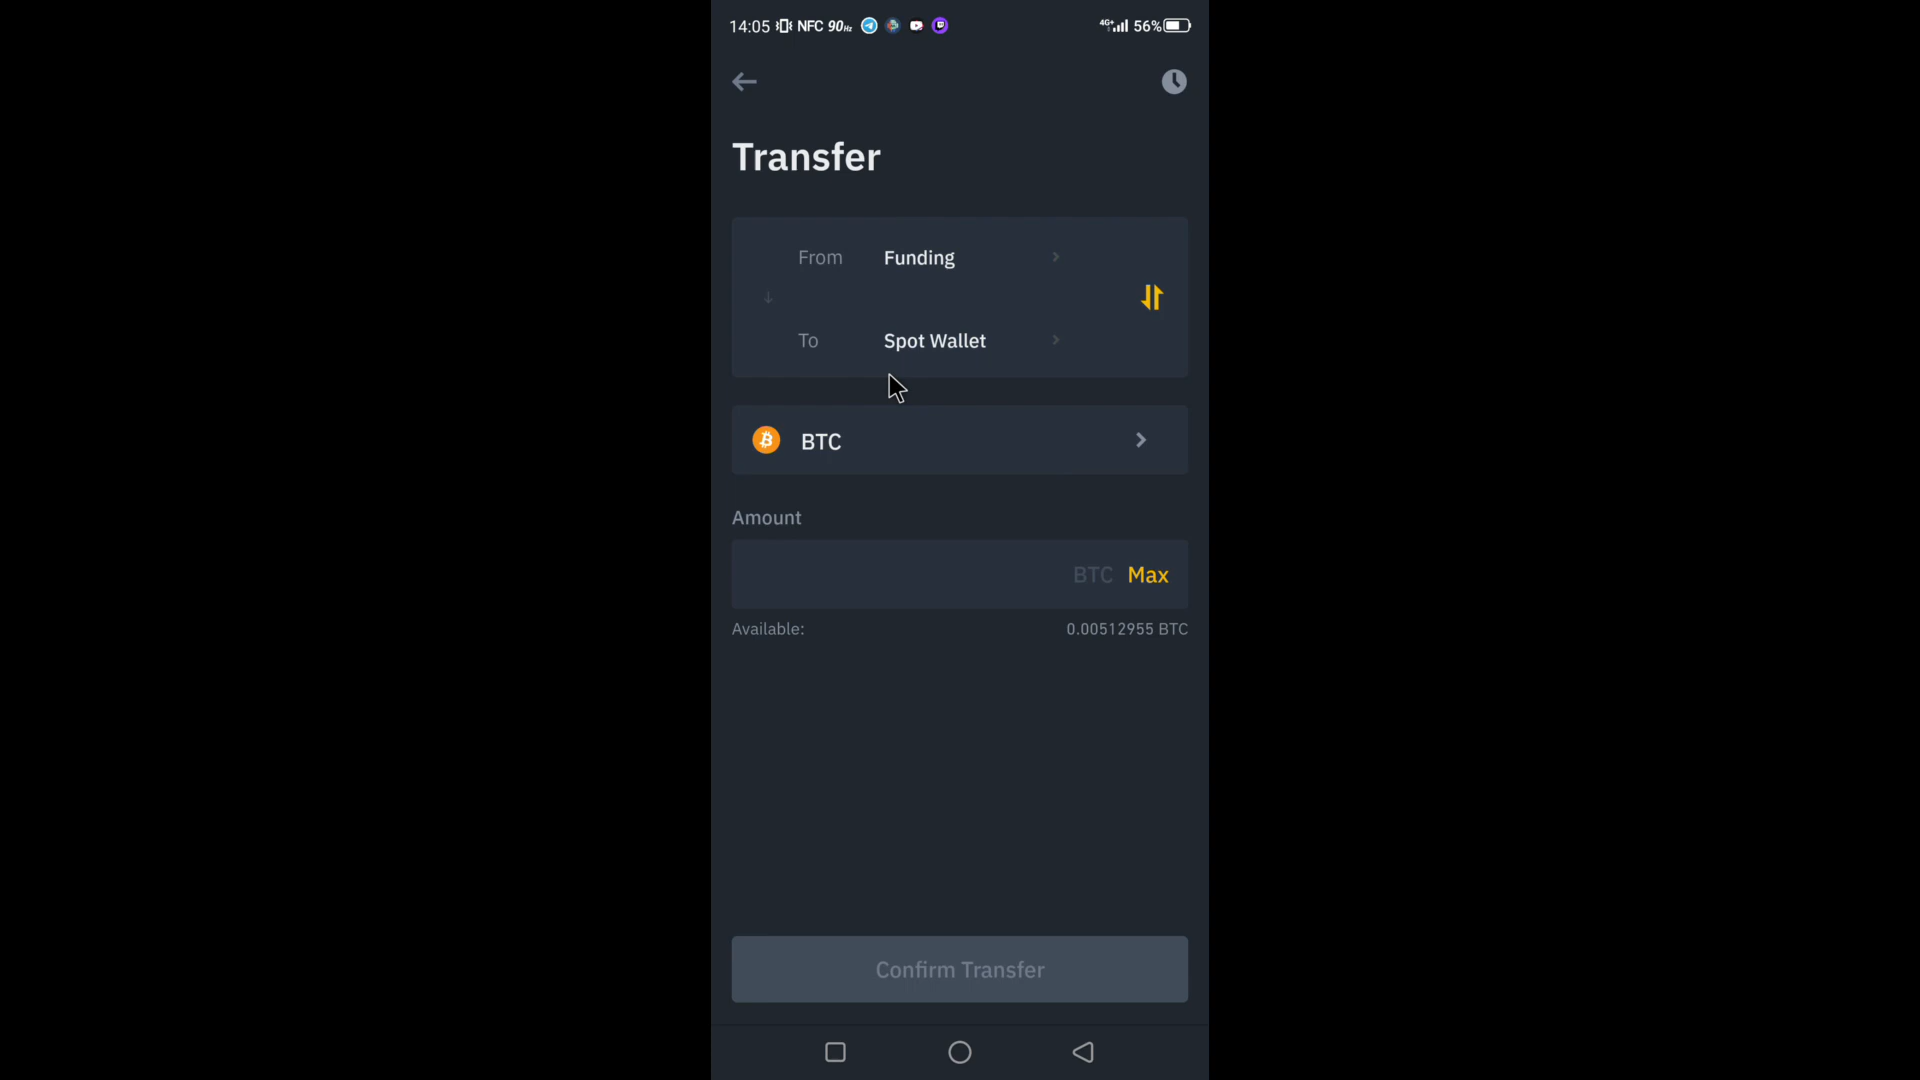 14:05 NFC 90Hz 4G+ 56%
Transfer
From Funding
To Spot Wallet
BTC
Amount
BTC Max
Available: 0.00512955 BTC
Confirm Transfer